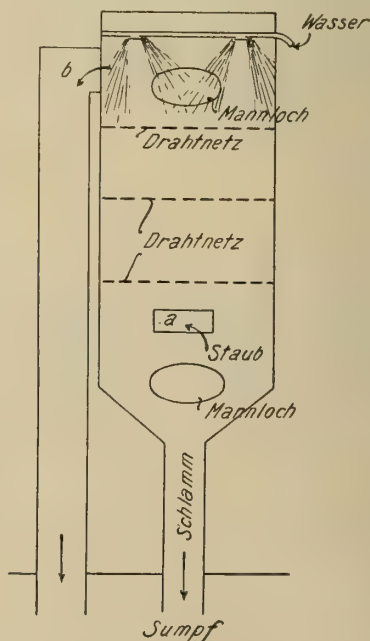 Wasser
b
Mannloch
Drahtnetz
Drahtnetz
a
Staub
Mannloch
Schlamm
Sumpf